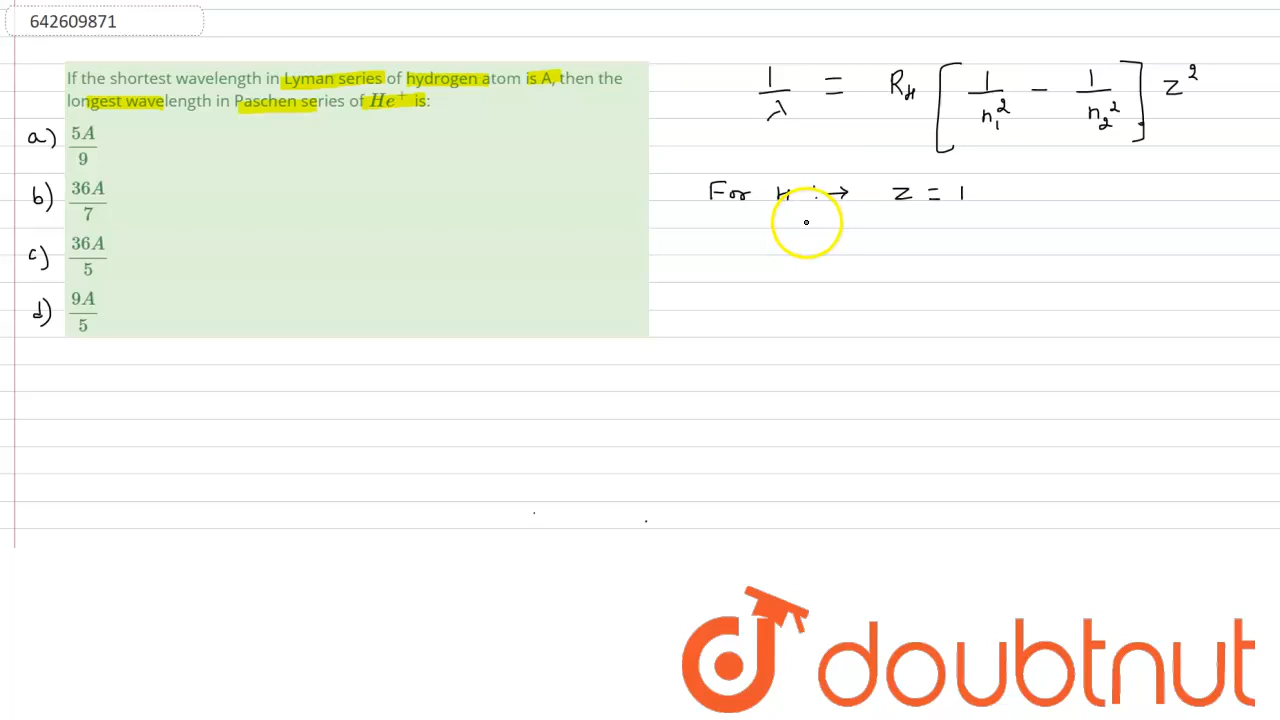 642609871
If the shortest wavelength in Lyman series of hydrogen atom is A, then the
longest wavelength in Paschen series of He⁺ is:
a) 5A/9
b) 36A/7
c) 36A/5
d) 9A/5
1/λ = R_H [1/n₁² − 1/n₂²] Z²
For H : → Z = 1
doubtnut